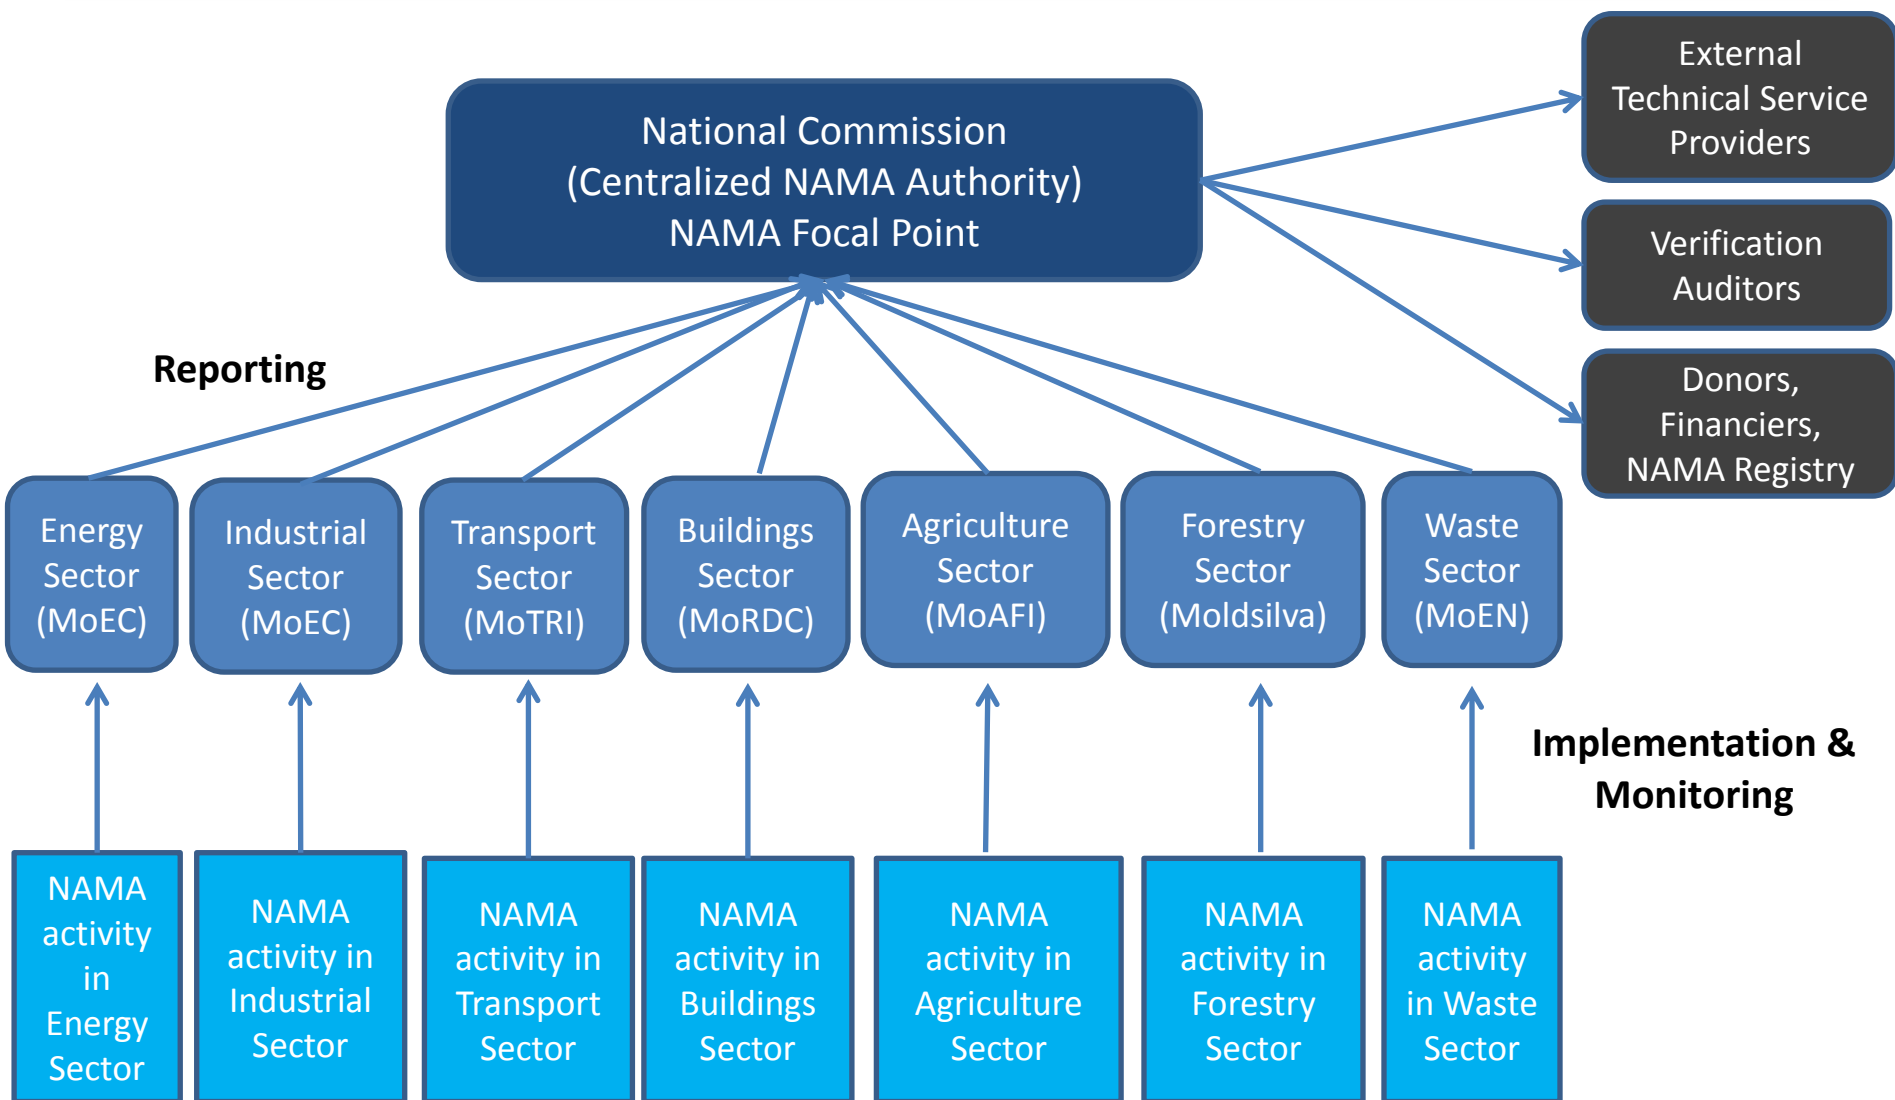 National Commission
(Centralized NAMA Authority)
NAMA Focal Point
External
Technical Service
Providers
Verification
Auditors
Donors,
Financiers,
NAMA Registry
Reporting
Energy
Sector
(MoEC)
Industrial
Sector
(MoEC)
Transport
Sector
(MoTRI)
Buildings
Sector
(MoRDC)
Agriculture
Sector
(MoAFI)
Forestry
Sector
(Moldsilva)
Waste
Sector
(MoEN)
Implementation &
Monitoring
NAMA
activity
in
Energy
Sector
NAMA
activity in
Industrial
Sector
NAMA
activity in
Transport
Sector
NAMA
activity in
Buildings
Sector
NAMA
activity in
Agriculture
Sector
NAMA
activity in
Forestry
Sector
NAMA
activity
in Waste
Sector